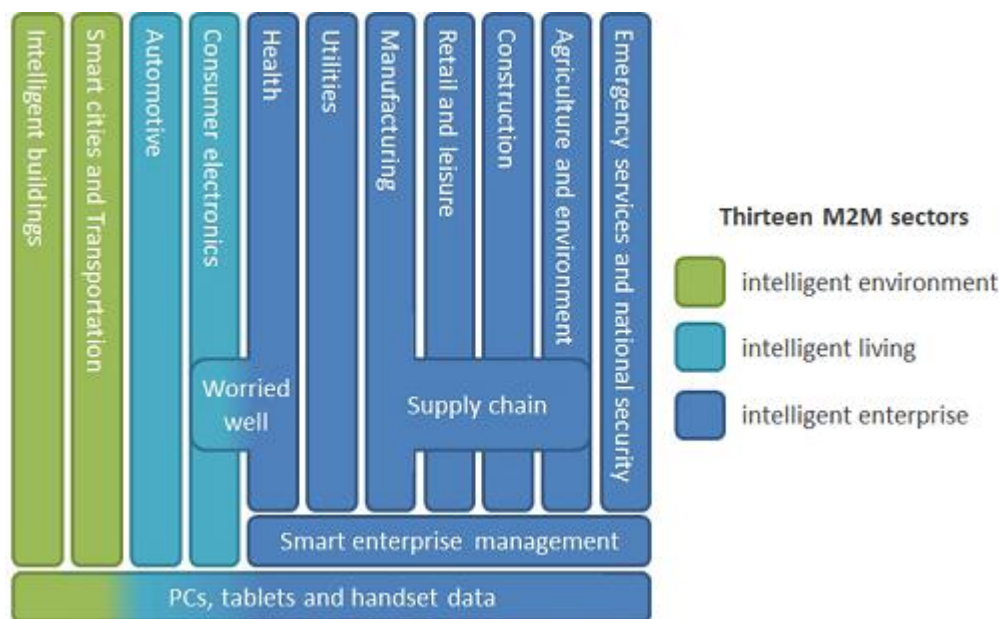 Intelligent buildings
Smart cities and Transportation
Automotive
Consumer electronics
Health
Utilities
Manufacturing
Retail and leisure
Construction
Agriculture and environment
Emergency services and national security
Worried
well
Supply chain
Smart enterprise management
PCs, tablets and handset data
Thirteen M2M sectors
intelligent environment
intelligent living
intelligent enterprise